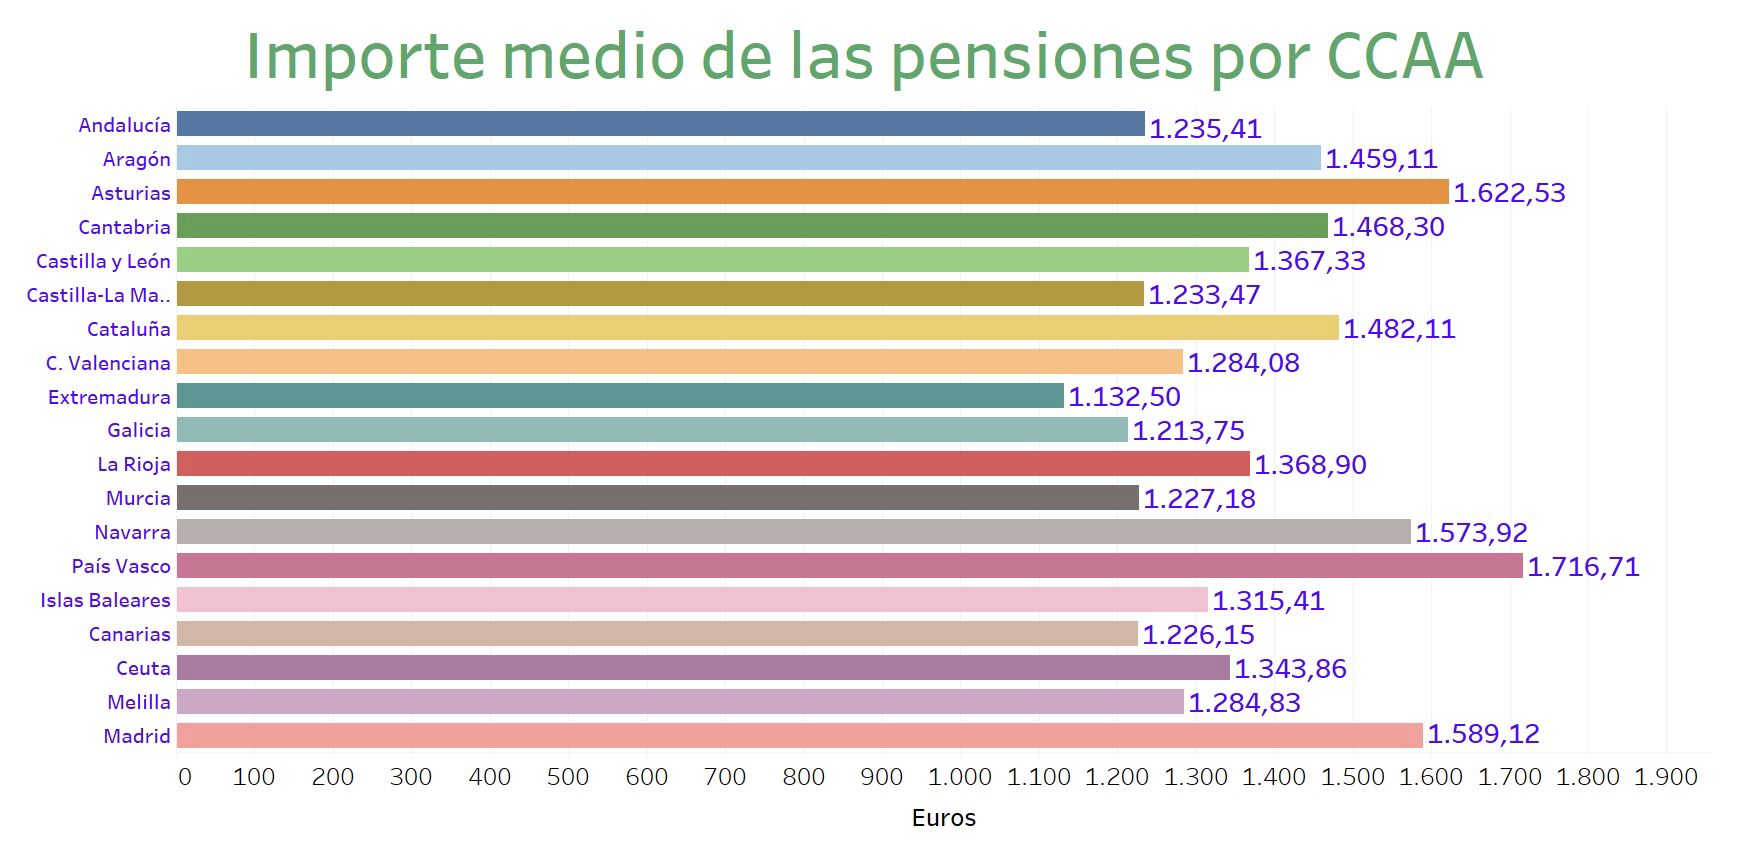 Importe medio de las pensiones por CCAA
Andalucía 1.235,41
Aragón 1.459,11
Asturias 1.622,53
Cantabria 1.468,30
Castilla y León 1.367,33
Castilla-La Ma.. 1.233,47
Cataluña 1.482,11
C. Valenciana 1.284,08
Extremadura 1.132,50
Galicia 1.213,75
La Rioja 1.368,90
Murcia 1.227,18
Navarra 1.573,92
País Vasco 1.716,71
Islas Baleares 1.315,41
Canarias 1.226,15
Ceuta 1.343,86
Melilla 1.284,83
Madrid 1.589,12
0 100 200 300 400 500 600 700 800 900 1.000 1.100 1.200 1.300 1.400 1.500 1.600 1.700 1.800 1.900
Euros